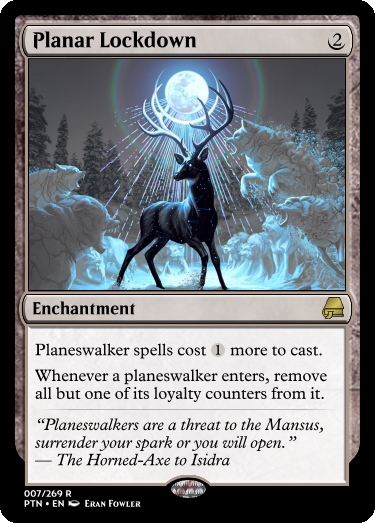 Planar Lockdown 2
Enchantment
Planeswalker spells cost 1 more to cast.
Whenever a planeswalker enters, remove
all but one of its loyalty counters from it.
“Planeswalkers are a threat to the Mansus,
surrender your spark or you will open.”
— The Horned-Axe to Isidra
007/269 R
PTN • EN Eran Fowler